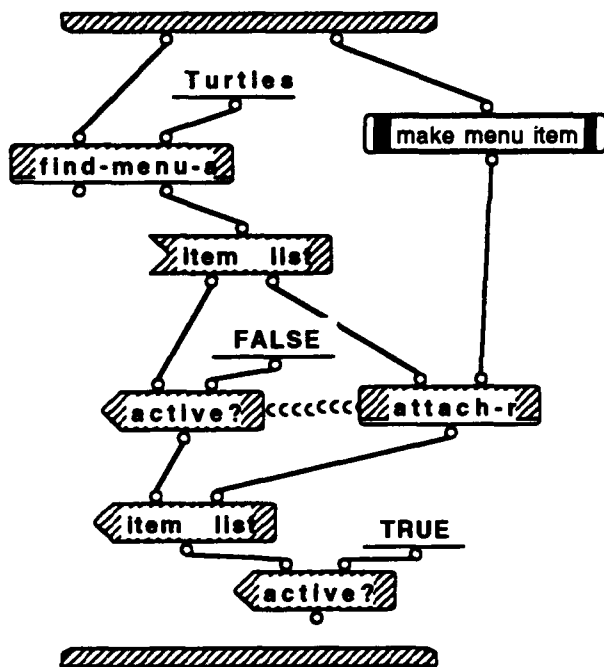 Turtles
make menu item
find-menu-a
item list
FALSE
active?
attach-r
item list
TRUE
active?